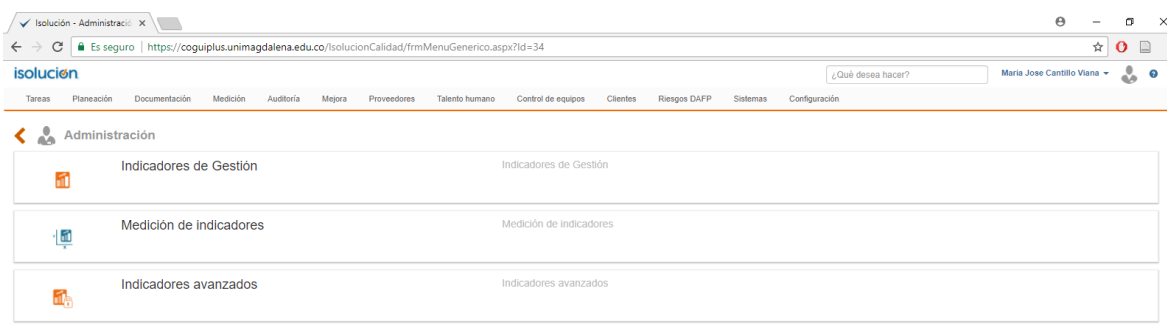 Isolución - Administració
Es seguro | https://coguiplus.unimagdalena.edu.co/IsolucionCalidad/frmMenuGenerico.aspx?Id=34
isolución
¿Qué desea hacer?
Maria Jose Cantillo Viana
Tareas Planeación Documentación Medición Auditoría Mejora Proveedores Talento humano Control de equipos Clientes Riesgos DAFP Sistemas Configuración
Administración
Indicadores de Gestión Indicadores de Gestión
Medición de indicadores Medición de indicadores
Indicadores avanzados Indicadores avanzados